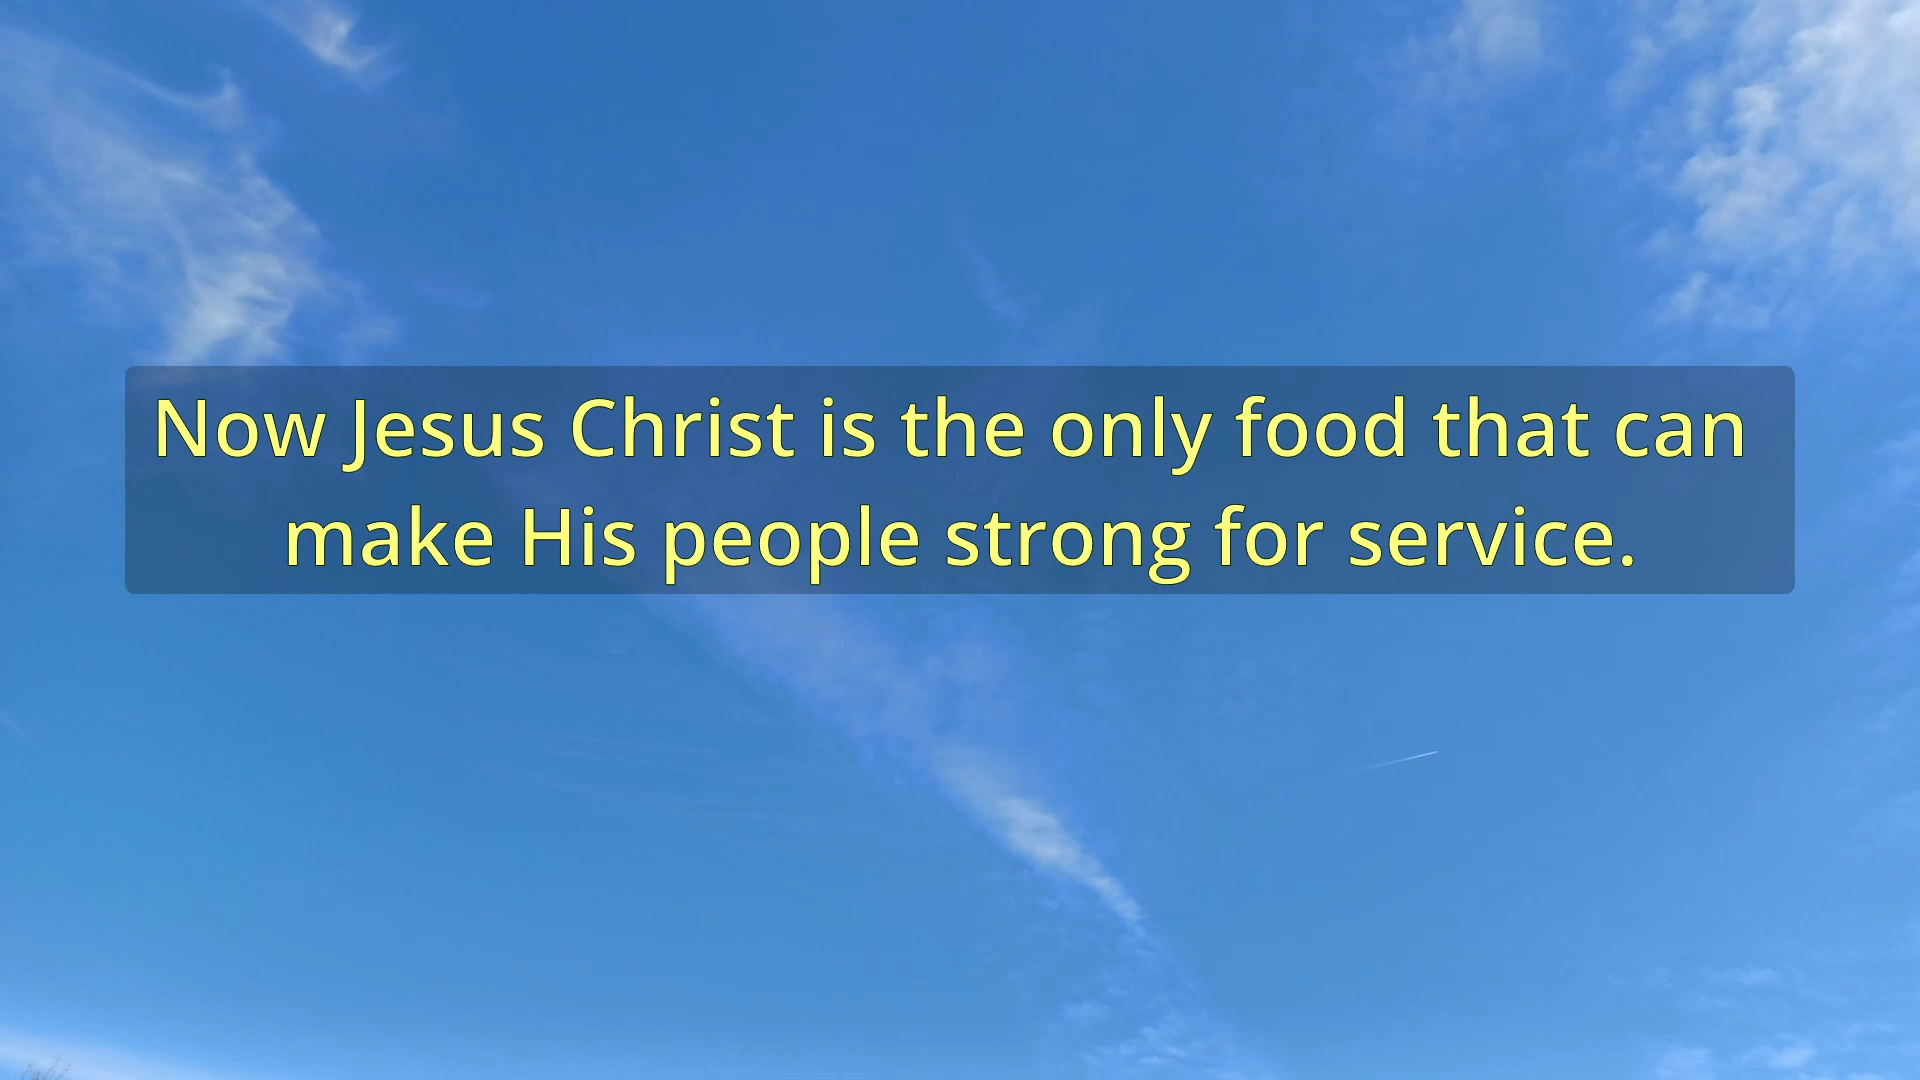 Now Jesus Christ is the only food that can
make His people strong for service.